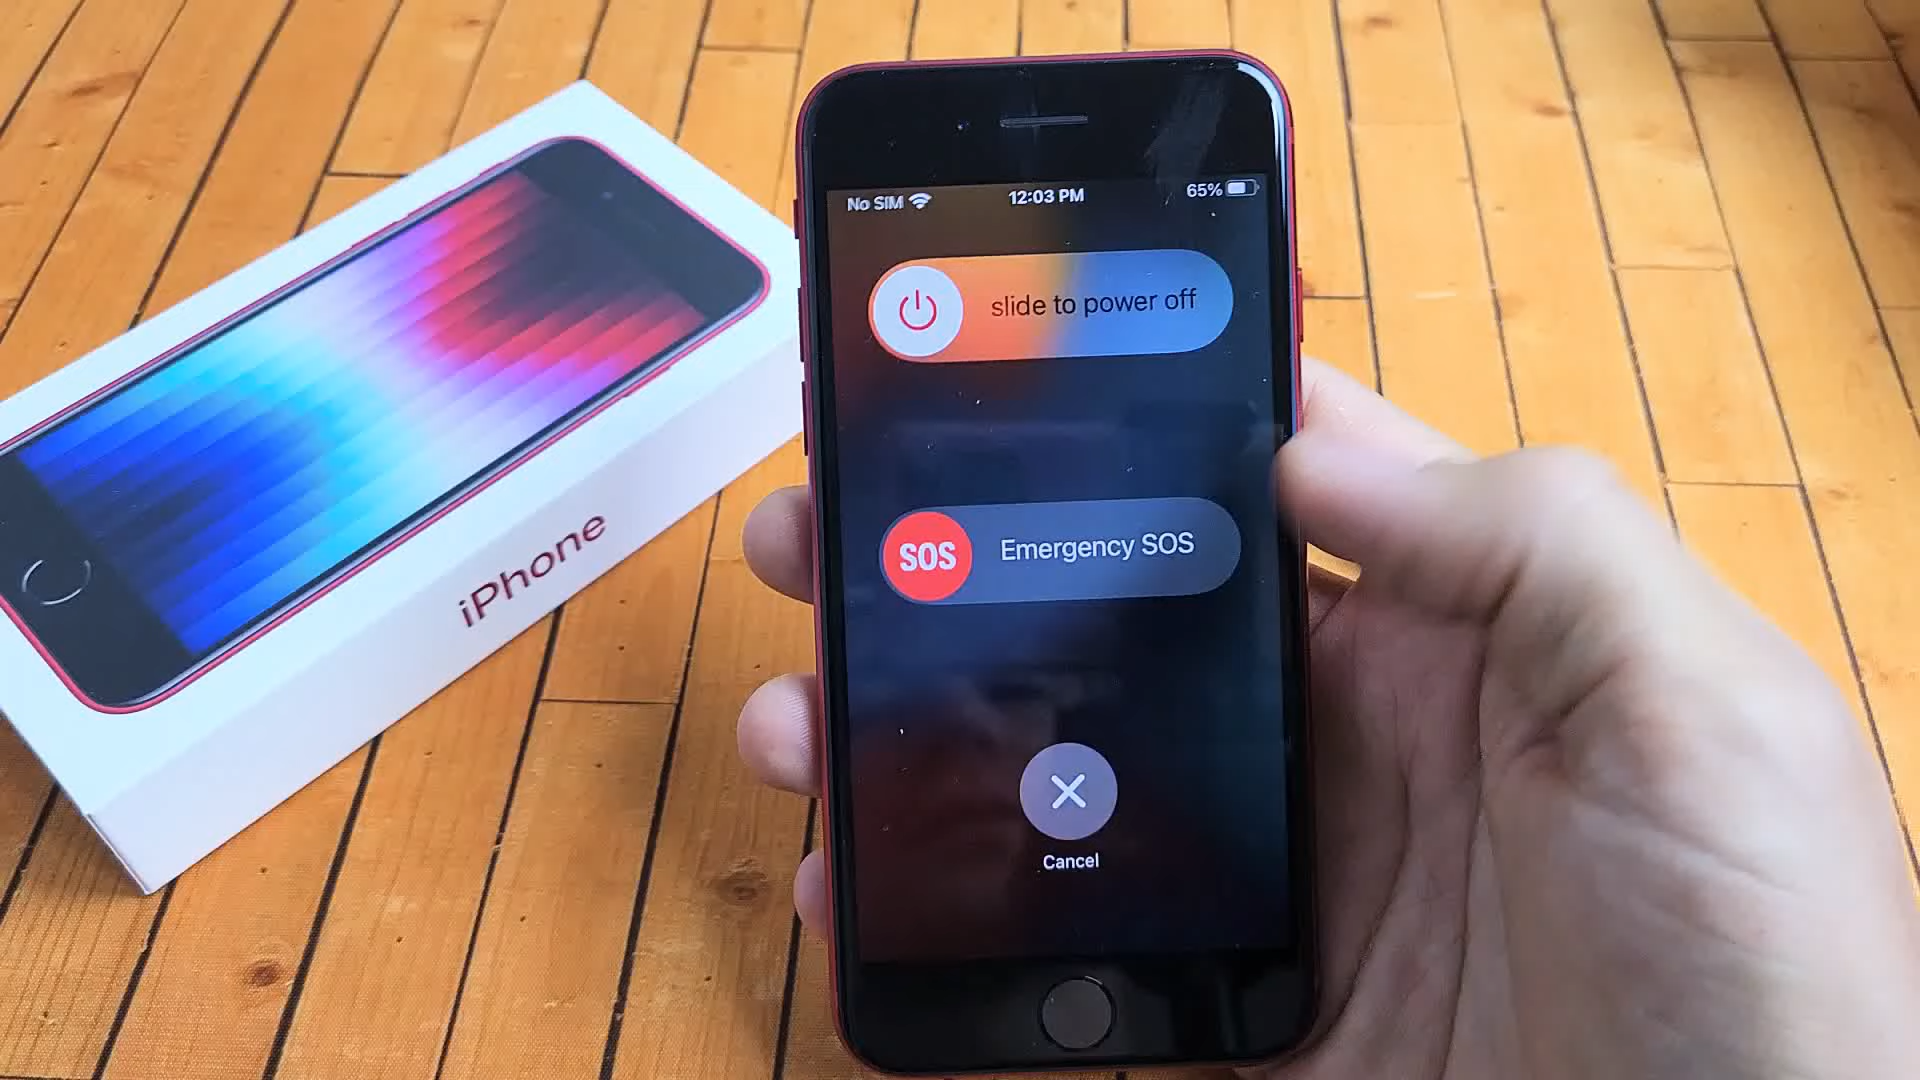 No SIM 12:03 PM 65%
slide to power off
SOS Emergency SOS
Cancel
iPhone